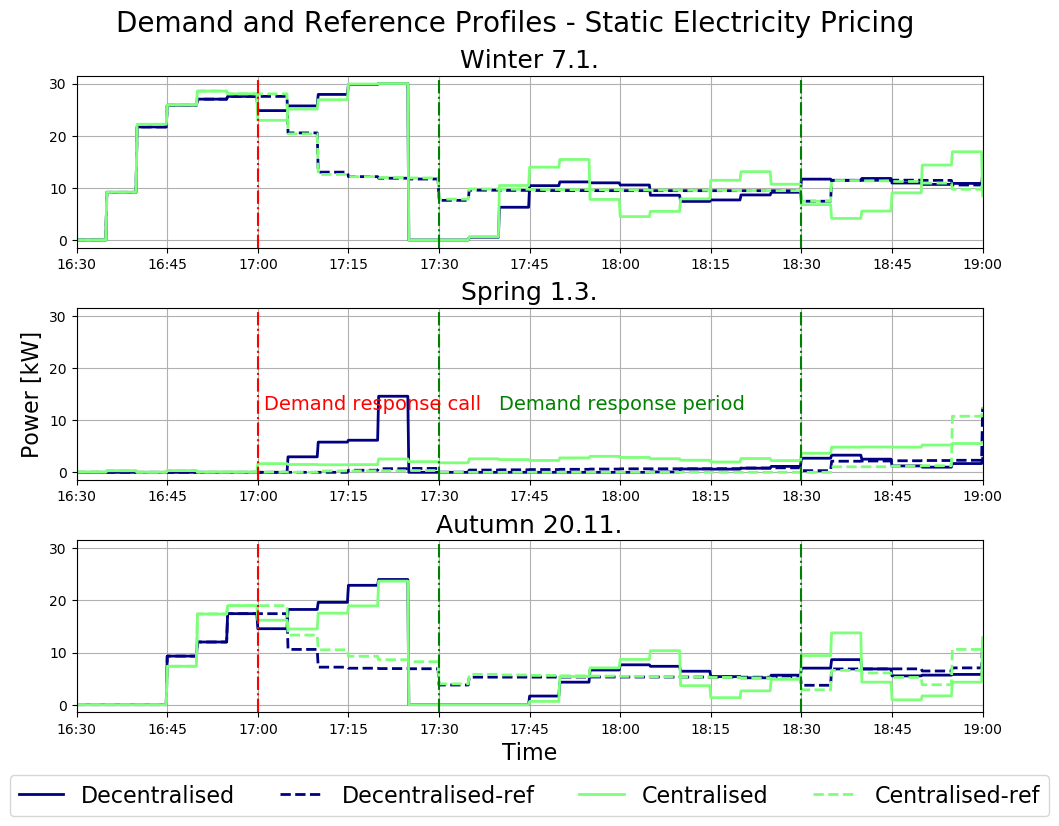 Demand and Reference Profiles - Static Electricity Pricing
Winter 7.1.
30
20
10
0
16:30 16:45 17:00 17:15 17:30 17:45 18:00 18:15 18:30 18:45 19:00
Spring 1.3.
Power [kW]
30
20
10
0
Demand response call Demand response period
16:30 16:45 17:00 17:15 17:30 17:45 18:00 18:15 18:30 18:45 19:00
Autumn 20.11.
30
20
10
0
16:30 16:45 17:00 17:15 17:30 17:45 18:00 18:15 18:30 18:45 19:00
Time
Decentralised Decentralised-ref Centralised Centralised-ref